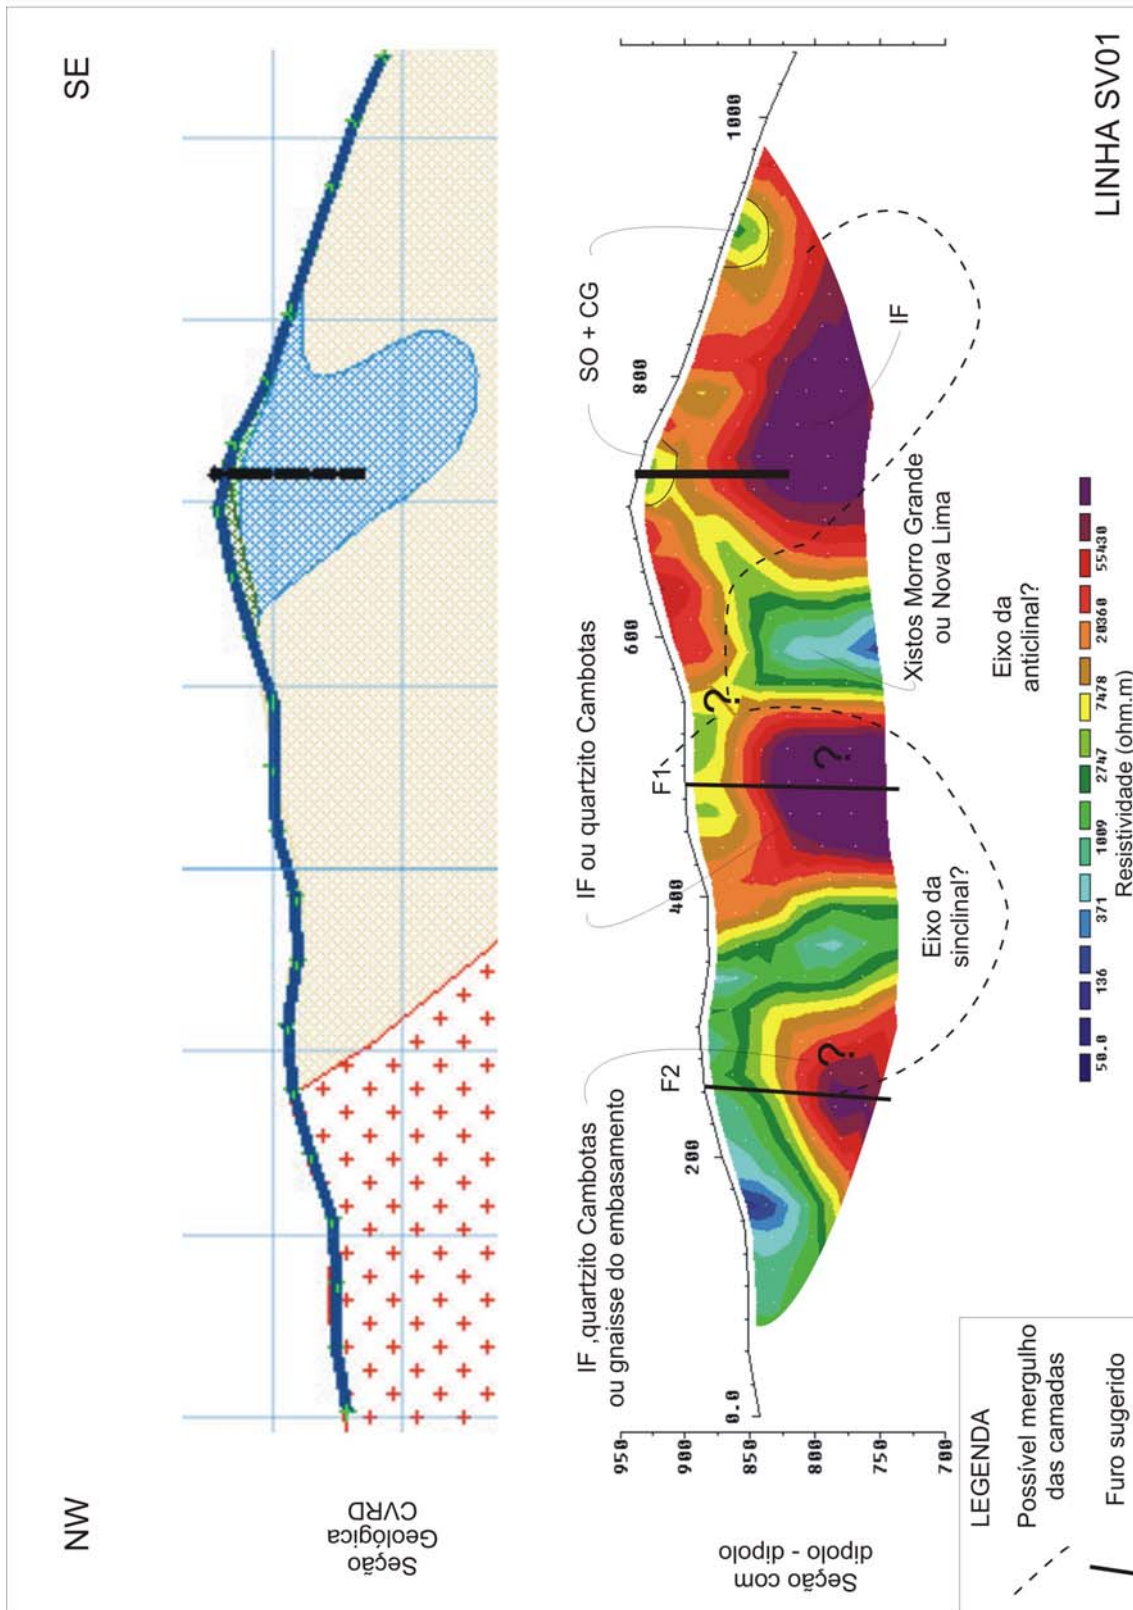 NW
SE
Seção
Geológica
CVRD
IF ,quartzito Cambotas
ou gnaisse do embasamento
IF ou quartzito Cambotas
SO + CG
Seção com
dipolo - dipolo
950
900
850
800
750
700
0.0
200
400
600
800
1000
F2
F1
?
?
?
IF
Xistos Morro Grande
ou Nova Lima
Eixo da
sinclinal?
Eixo da
anticlinal?
50.0
136
371
1009
2747
7478
20360
55430
Resistividade (ohm.m)
LINHA SV01
LEGENDA
Possível mergulho
das camadas
Furo sugerido